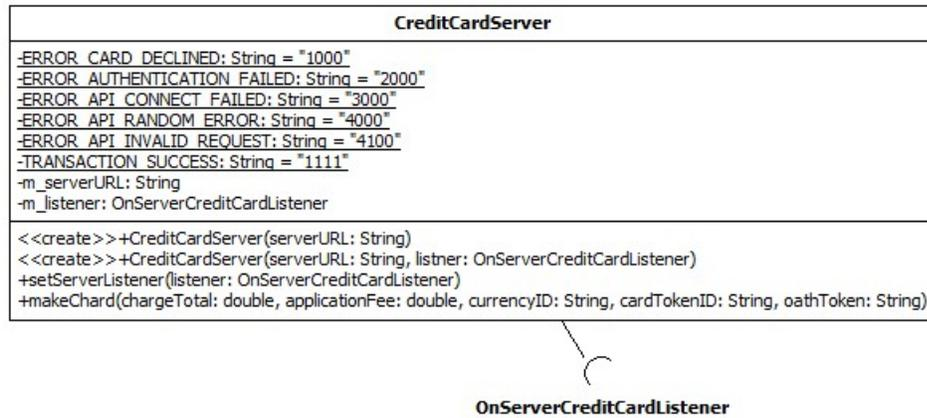 CreditCardServer
-ERROR_CARD_DECLINED: String = "1000"
-ERROR_AUTHENTICATION_FAILED: String = "2000"
-ERROR_API_CONNECT_FAILED: String = "3000"
-ERROR_API_RANDOM_ERROR: String = "4000"
-ERROR_API_INVALID_REQUEST: String = "4100"
-TRANSACTION_SUCCESS: String = "1111"
-m_serverURL: String
-m_listener: OnServerCreditCardListener
<<create>>+CreditCardServer(serverURL: String)
<<create>>+CreditCardServer(serverURL: String, listner: OnServerCreditCardListener)
+setServerListener(listener: OnServerCreditCardListener)
+makeChard(chargeTotal: double, applicationFee: double, currencyID: String, cardTokenID: String, oathToken: String)
OnServerCreditCardListener